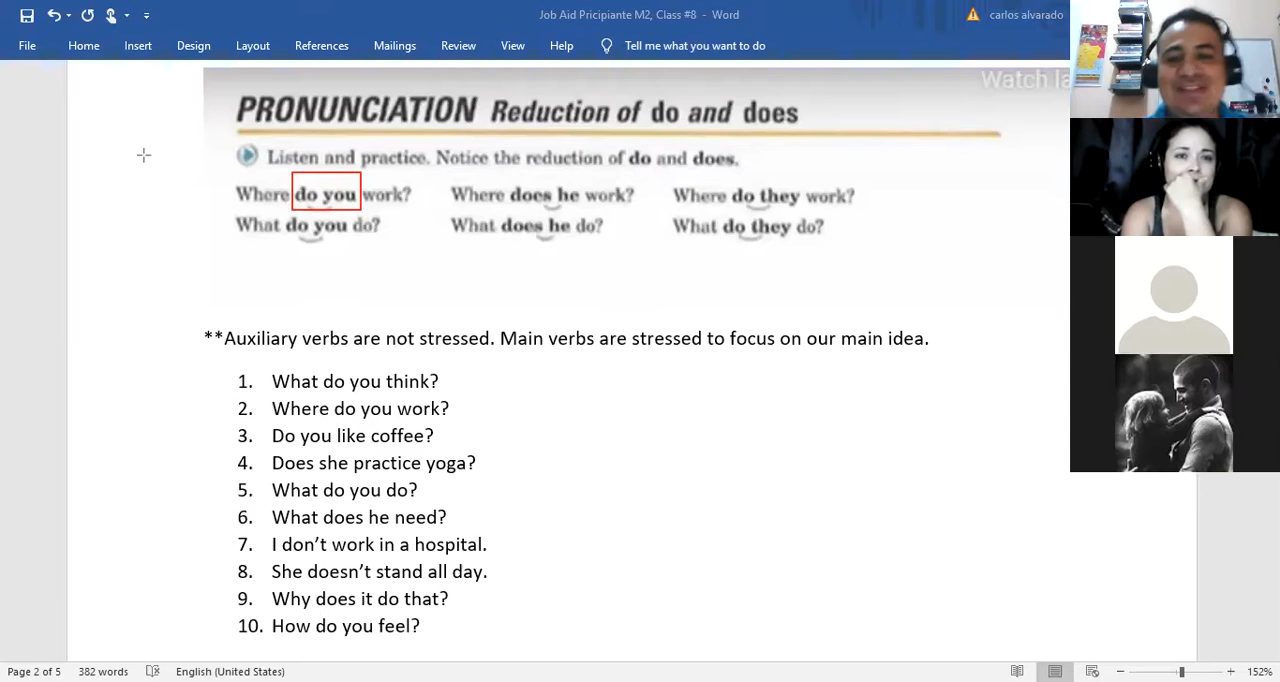 Job Aid Pricipiante M2, Class #8 - Word
carlos alvarado
File Home Insert Design Layout References Mailings Review View Help Tell me what you want to do
Watch la
PRONUNCIATION Reduction of do and does
Listen and practice. Notice the reduction of do and does.
Where do you work? Where does he work? Where do they work?
What do you do? What does he do? What do they do?
**Auxiliary verbs are not stressed. Main verbs are stressed to focus on our main idea.
1. What do you think?
2. Where do you work?
3. Do you like coffee?
4. Does she practice yoga?
5. What do you do?
6. What does he need?
7. I don’t work in a hospital.
8. She doesn’t stand all day.
9. Why does it do that?
10. How do you feel?
Page 2 of 5 382 words English (United States) 152%